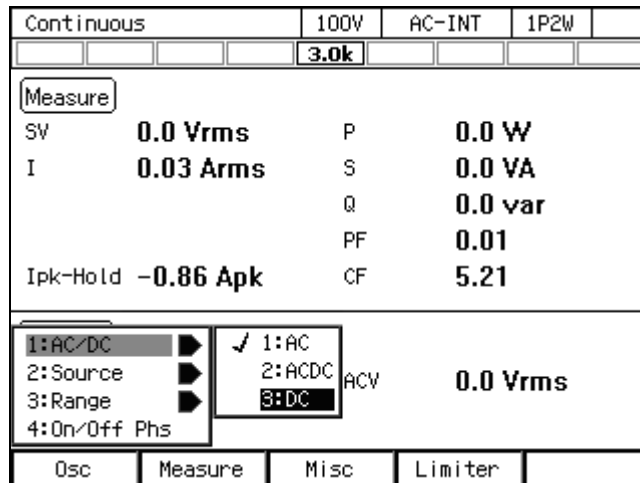 Continuous 100V AC-INT 1P2W
3.0k
Measure
SV 0.0 Vrms P 0.0 W
I 0.03 Arms S 0.0 VA
Q 0.0 var
PF 0.01
Ipk-Hold -0.86 Apk CF 5.21
1:AC/DC ✓ 1:AC
2:Source 2:ACDC ACV 0.0 Vrms
3:Range 3:DC
4:On/Off Phs
Osc Measure Misc Limiter